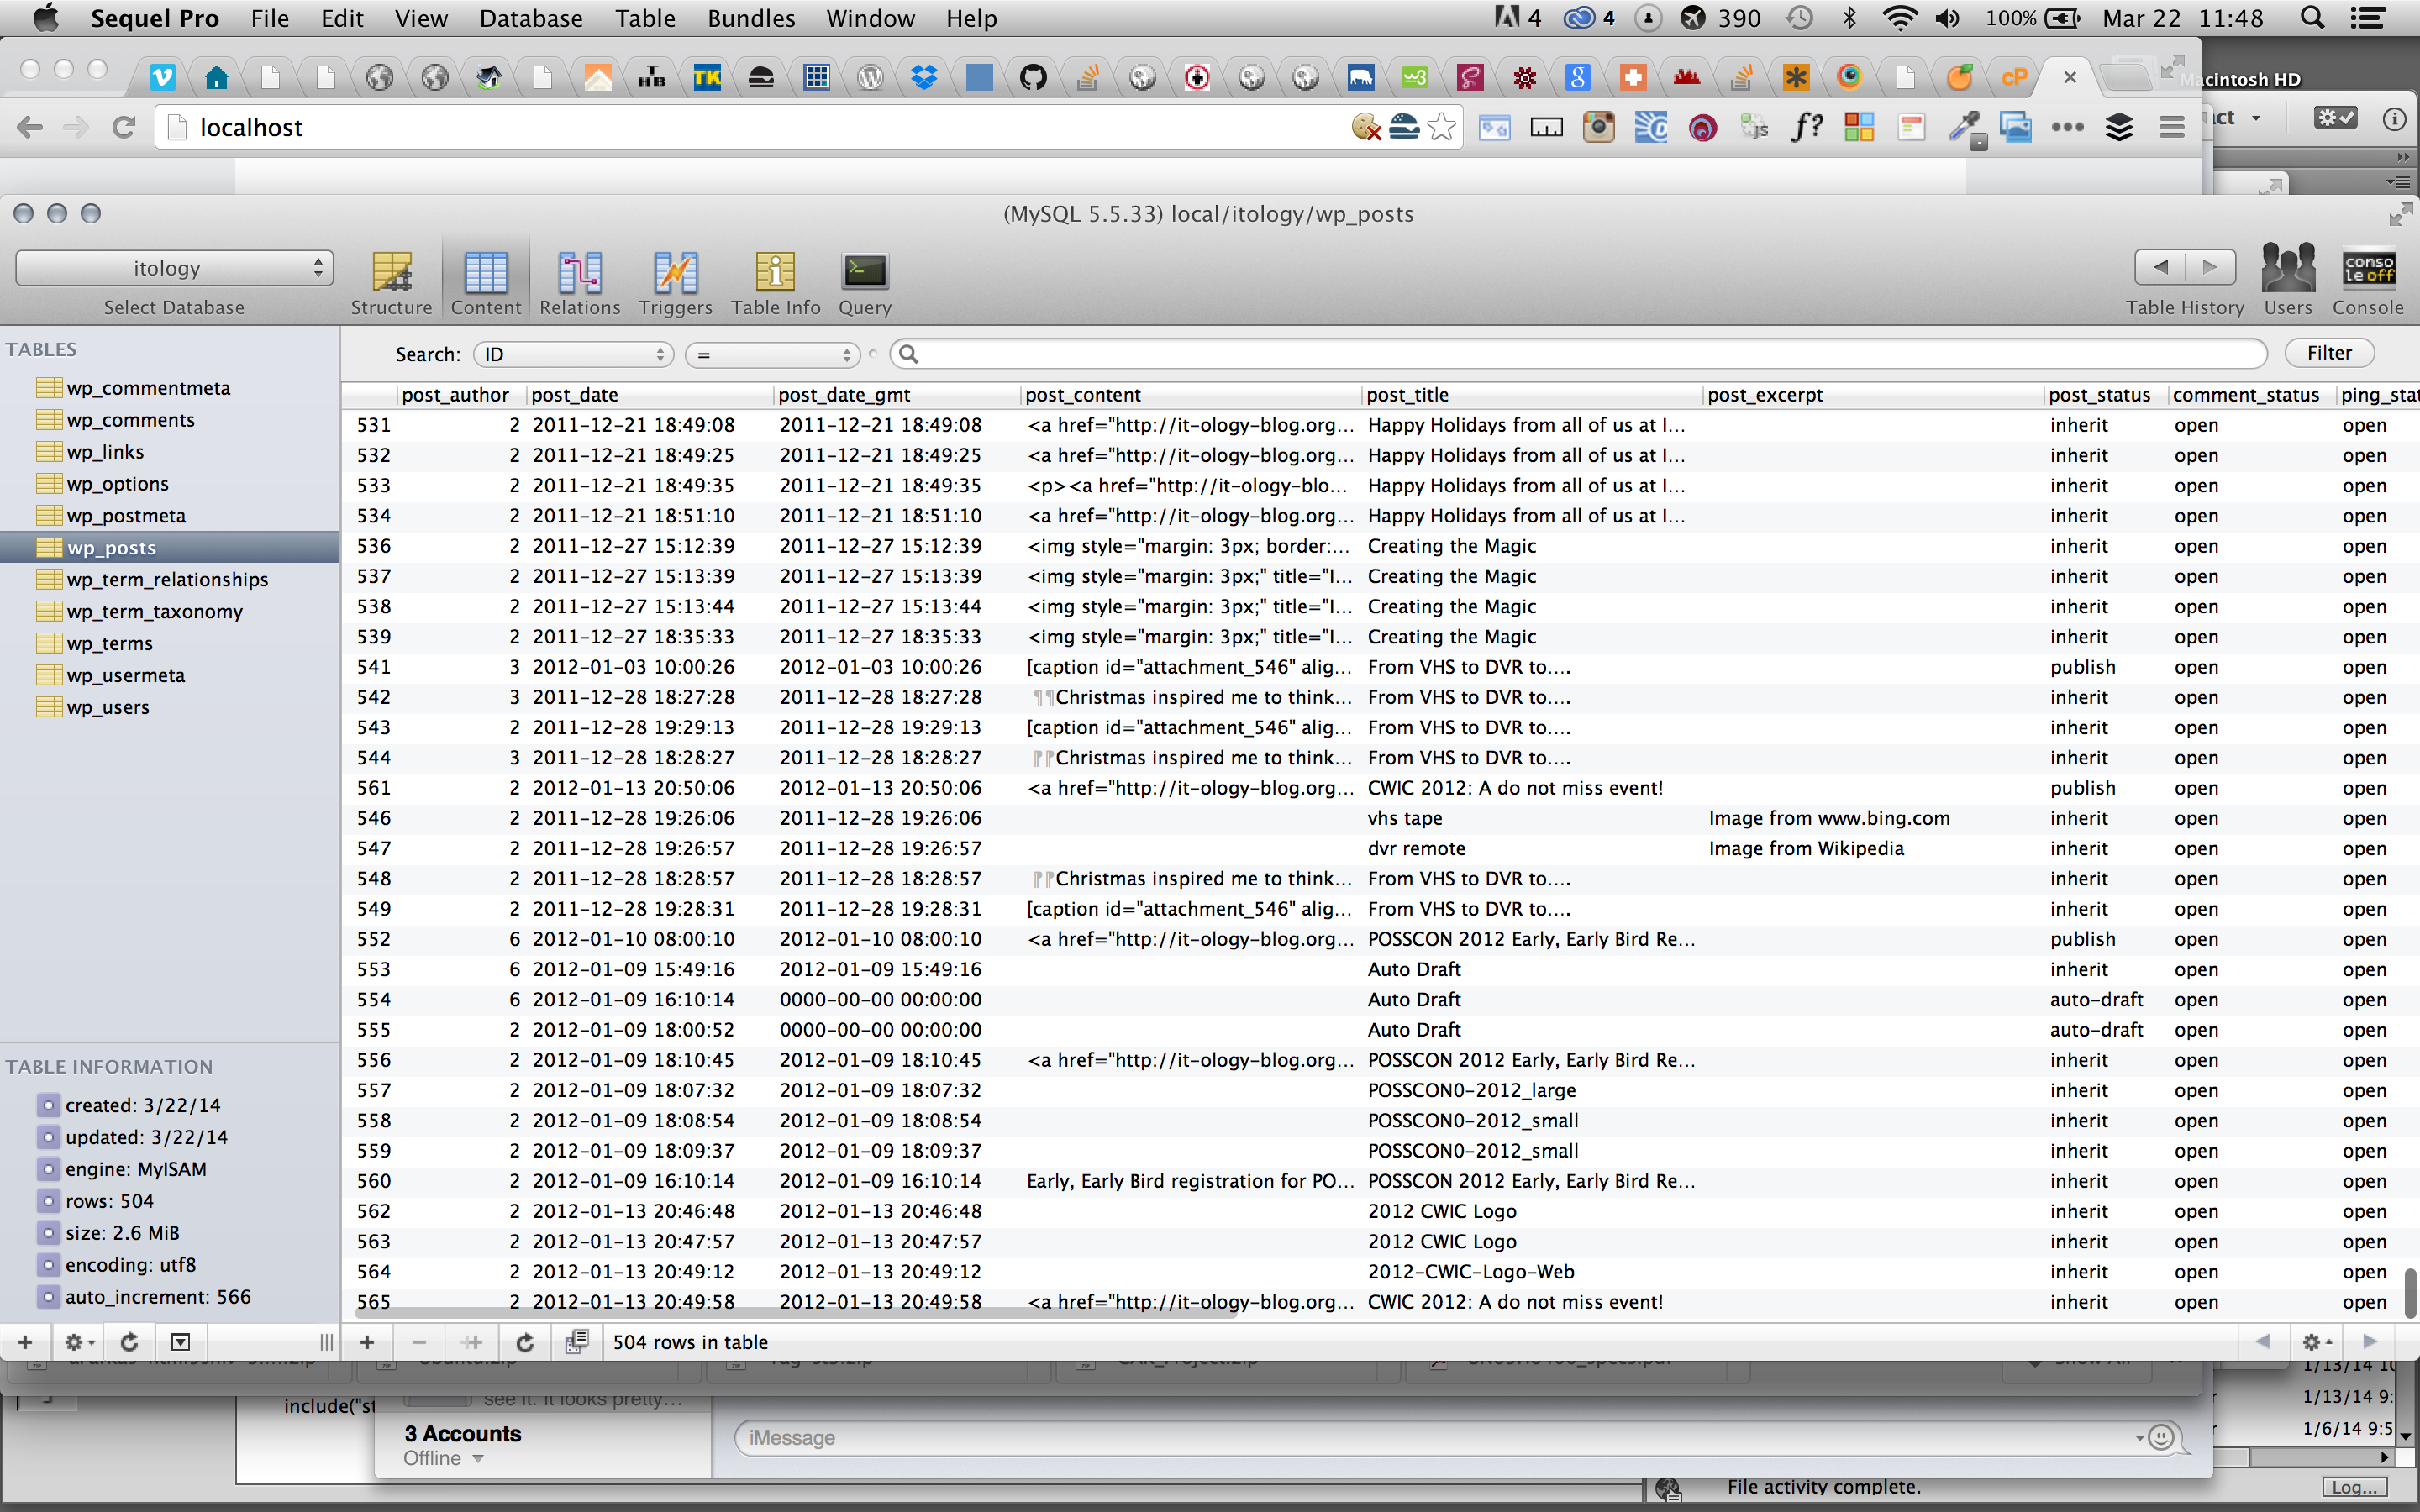 Sequel Pro File Edit View Database Table Bundles Window Help 4 4 390 100% Mar 22 11:48
Macintosh HD
localhost
(MySQL 5.5.33) local/itology/wp_posts
itology
Select Database Structure Content Relations Triggers Table Info Query Table History Users Console
TABLES
Search: ID = Filter
wp_commentmeta
wp_comments
wp_links
wp_options
wp_postmeta
wp_posts
wp_term_relationships
wp_term_taxonomy
wp_terms
wp_usermeta
wp_users
post_author post_date post_date_gmt post_content post_title post_excerpt post_status comment_status ping_stat
531 2 2011-12-21 18:49:08 2011-12-21 18:49:08 <a href="http://it-ology-blog.org... Happy Holidays from all of us at I... inherit open open
532 2 2011-12-21 18:49:25 2011-12-21 18:49:25 <a href="http://it-ology-blog.org... Happy Holidays from all of us at I... inherit open open
533 2 2011-12-21 18:49:35 2011-12-21 18:49:35 <p><a href="http://it-ology-blo... Happy Holidays from all of us at I... inherit open open
534 2 2011-12-21 18:51:10 2011-12-21 18:51:10 <a href="http://it-ology-blog.org... Happy Holidays from all of us at I... inherit open open
536 2 2011-12-27 15:12:39 2011-12-27 15:12:39 <img style="margin: 3px; border:... Creating the Magic inherit open open
537 2 2011-12-27 15:13:39 2011-12-27 15:13:39 <img style="margin: 3px;" title="I... Creating the Magic inherit open open
538 2 2011-12-27 15:13:44 2011-12-27 15:13:44 <img style="margin: 3px;" title="I... Creating the Magic inherit open open
539 2 2011-12-27 18:35:33 2011-12-27 18:35:33 <img style="margin: 3px;" title="I... Creating the Magic inherit open open
541 3 2012-01-03 10:00:26 2012-01-03 10:00:26 [caption id="attachment_546" alig... From VHS to DVR to.... publish open open
542 3 2011-12-28 18:27:28 2011-12-28 18:27:28 ¶¶Christmas inspired me to think... From VHS to DVR to.... inherit open open
543 2 2011-12-28 19:29:13 2011-12-28 19:29:13 [caption id="attachment_546" alig... From VHS to DVR to.... inherit open open
544 3 2011-12-28 18:28:27 2011-12-28 18:28:27 ⁋⁋Christmas inspired me to think... From VHS to DVR to.... inherit open open
561 2 2012-01-13 20:50:06 2012-01-13 20:50:06 <a href="http://it-ology-blog.org... CWIC 2012: A do not miss event! publish open open
546 2 2011-12-28 19:26:06 2011-12-28 19:26:06 vhs tape Image from www.bing.com inherit open open
547 2 2011-12-28 19:26:57 2011-12-28 19:26:57 dvr remote Image from Wikipedia inherit open open
548 2 2011-12-28 18:28:57 2011-12-28 18:28:57 ⁋⁋Christmas inspired me to think... From VHS to DVR to.... inherit open open
549 2 2011-12-28 19:28:31 2011-12-28 19:28:31 [caption id="attachment_546" alig... From VHS to DVR to.... inherit open open
552 6 2012-01-10 08:00:10 2012-01-10 08:00:10 <a href="http://it-ology-blog.org... POSSCON 2012 Early, Early Bird Re... publish open open
553 6 2012-01-09 15:49:16 2012-01-09 15:49:16 Auto Draft inherit open open
554 6 2012-01-09 16:10:14 0000-00-00 00:00:00 Auto Draft auto-draft open open
555 2 2012-01-09 18:00:52 0000-00-00 00:00:00 Auto Draft auto-draft open open
556 2 2012-01-09 18:10:45 2012-01-09 18:10:45 <a href="http://it-ology-blog.org... POSSCON 2012 Early, Early Bird Re... inherit open open
557 2 2012-01-09 18:07:32 2012-01-09 18:07:32 POSSCON0-2012_large inherit open open
558 2 2012-01-09 18:08:54 2012-01-09 18:08:54 POSSCON0-2012_small inherit open open
559 2 2012-01-09 18:09:37 2012-01-09 18:09:37 POSSCON0-2012_small inherit open open
560 2 2012-01-09 16:10:14 2012-01-09 16:10:14 Early, Early Bird registration for PO... POSSCON 2012 Early, Early Bird Re... inherit open open
562 2 2012-01-13 20:46:48 2012-01-13 20:46:48 2012 CWIC Logo inherit open open
563 2 2012-01-13 20:47:57 2012-01-13 20:47:57 2012 CWIC Logo inherit open open
564 2 2012-01-13 20:49:12 2012-01-13 20:49:12 2012-CWIC-Logo-Web inherit open open
565 2 2012-01-13 20:49:58 2012-01-13 20:49:58 <a href="http://it-ology-blog.org... CWIC 2012: A do not miss event! inherit open open
TABLE INFORMATION
created: 3/22/14
updated: 3/22/14
engine: MyISAM
rows: 504
size: 2.6 MiB
encoding: utf8
auto_increment: 566
504 rows in table
include("st
see it. It looks pretty...
3 Accounts
Offline
iMessage
1/13/14 10
1/13/14 9:
1/6/14 9:5
File activity complete.
Log...